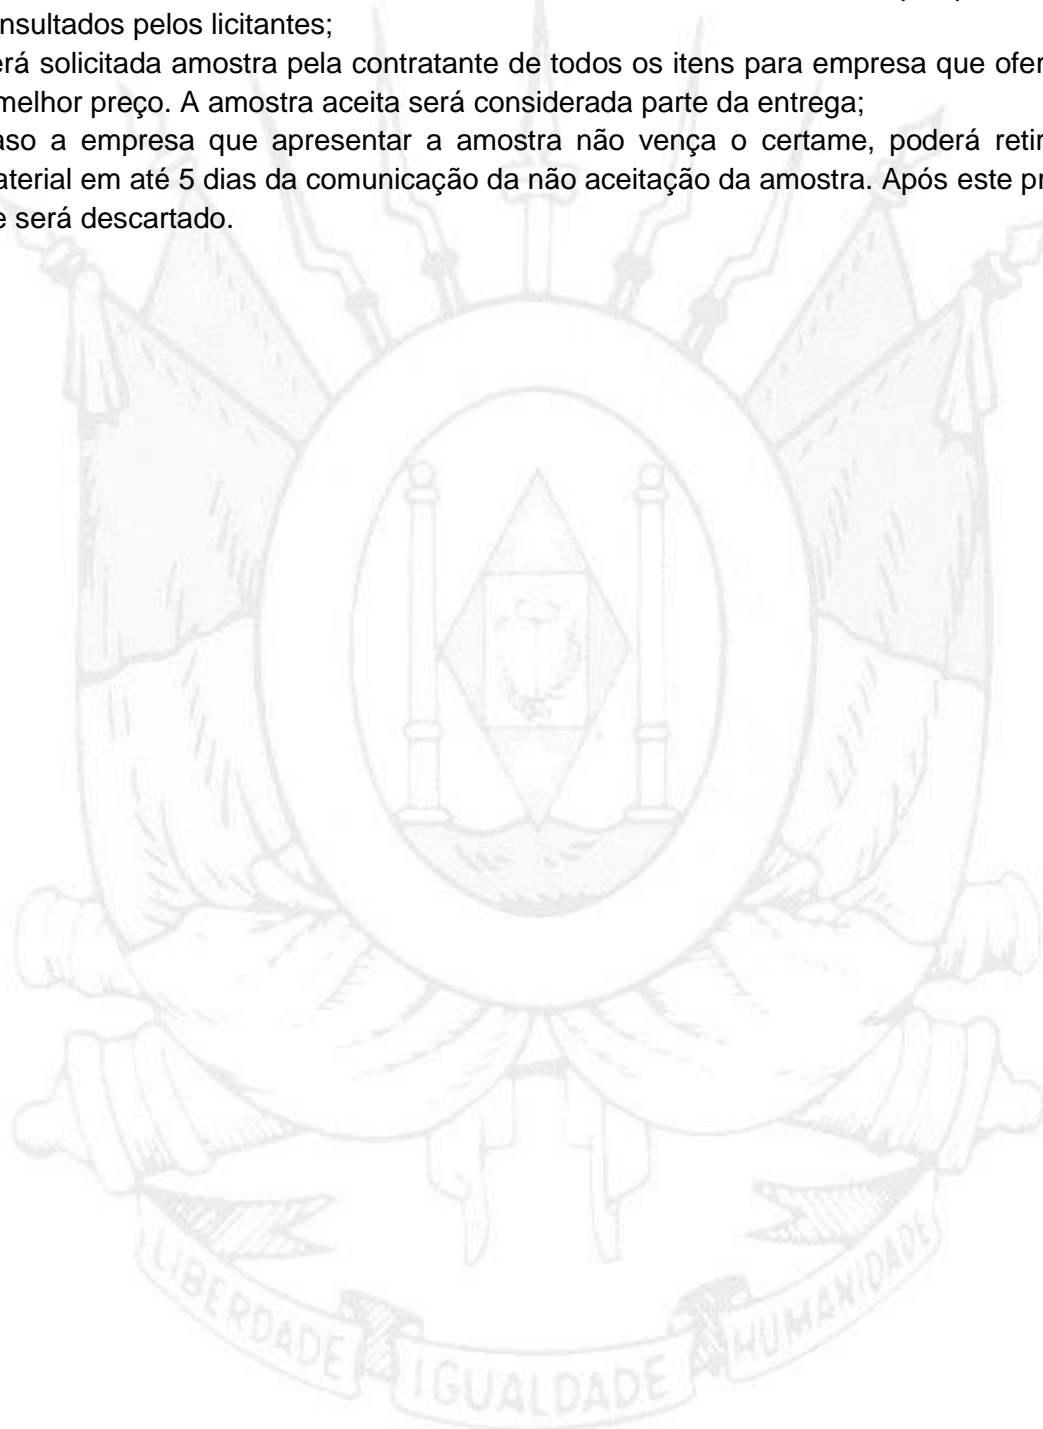 nsultados pelos licitantes;
erá solicitada amostra pela contratante de todos os itens para empresa que ofer
melhor preço. A amostra aceita será considerada parte da entrega;
aso a empresa que apresentar a amostra não vença o certame, poderá retir
aterial em até 5 dias da comunicação da não aceitação da amostra. Após este pr
e será descartado.
LIBERDADE IGUALDADE HUMANIDADE